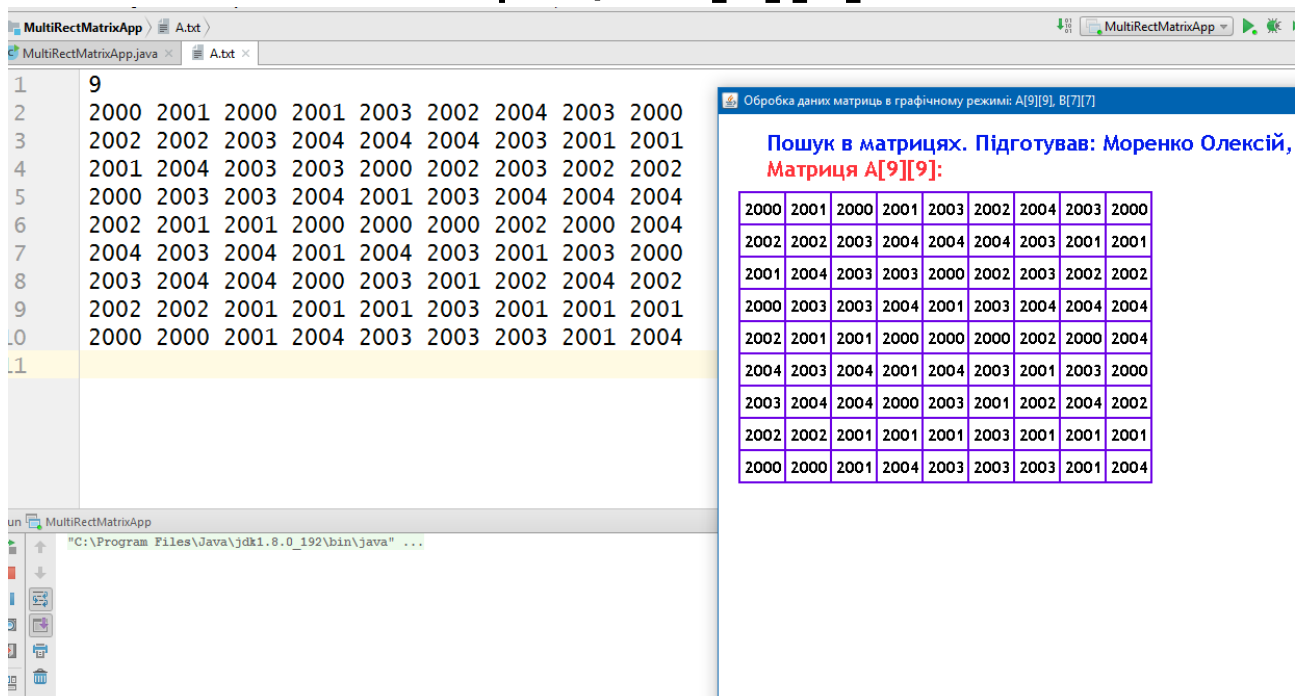 MultiRectMatrixApp A.txt MultiRectMatrixApp
MultiRectMatrixApp.java A.txt
1 9
2 2000 2001 2000 2001 2003 2002 2004 2003 2000
3 2002 2002 2003 2004 2004 2004 2003 2001 2001
4 2001 2004 2003 2003 2000 2002 2003 2002 2002
5 2000 2003 2003 2004 2001 2003 2004 2004 2004
6 2002 2001 2001 2000 2000 2000 2002 2000 2004
7 2004 2003 2004 2001 2004 2003 2001 2003 2000
8 2003 2004 2004 2000 2003 2001 2002 2004 2002
9 2002 2002 2001 2001 2001 2003 2001 2001 2001
10 2000 2000 2001 2004 2003 2003 2003 2001 2004
11
Обробка даних матриць в графічному режимі: A[9][9], B[7][7]
Пошук в матрицях. Підготував: Моренко Олексій,
Матриця A[9][9]:
2000 2001 2000 2001 2003 2002 2004 2003 2000
2002 2002 2003 2004 2004 2004 2003 2001 2001
2001 2004 2003 2003 2000 2002 2003 2002 2002
2000 2003 2003 2004 2001 2003 2004 2004 2004
2002 2001 2001 2000 2000 2000 2002 2000 2004
2004 2003 2004 2001 2004 2003 2001 2003 2000
2003 2004 2004 2000 2003 2001 2002 2004 2002
2002 2002 2001 2001 2001 2003 2001 2001 2001
2000 2000 2001 2004 2003 2003 2003 2001 2004
un MultiRectMatrixApp
"C:\Program Files\Java\jdk1.8.0_192\bin\java" ...